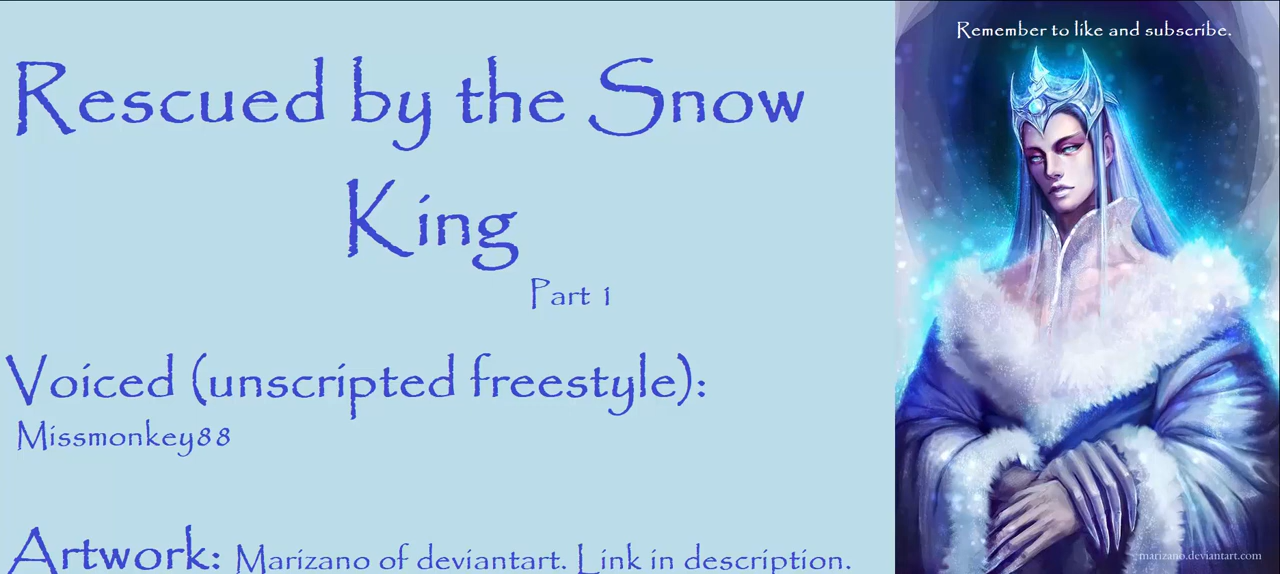 Remember to like and subscribe.
Rescued by the Snow
King
Part 1
Voiced (unscripted freestyle):
Missmonkey88
Artwork: Marizano of deviantart. Link in description.
marizano.deviantart.com